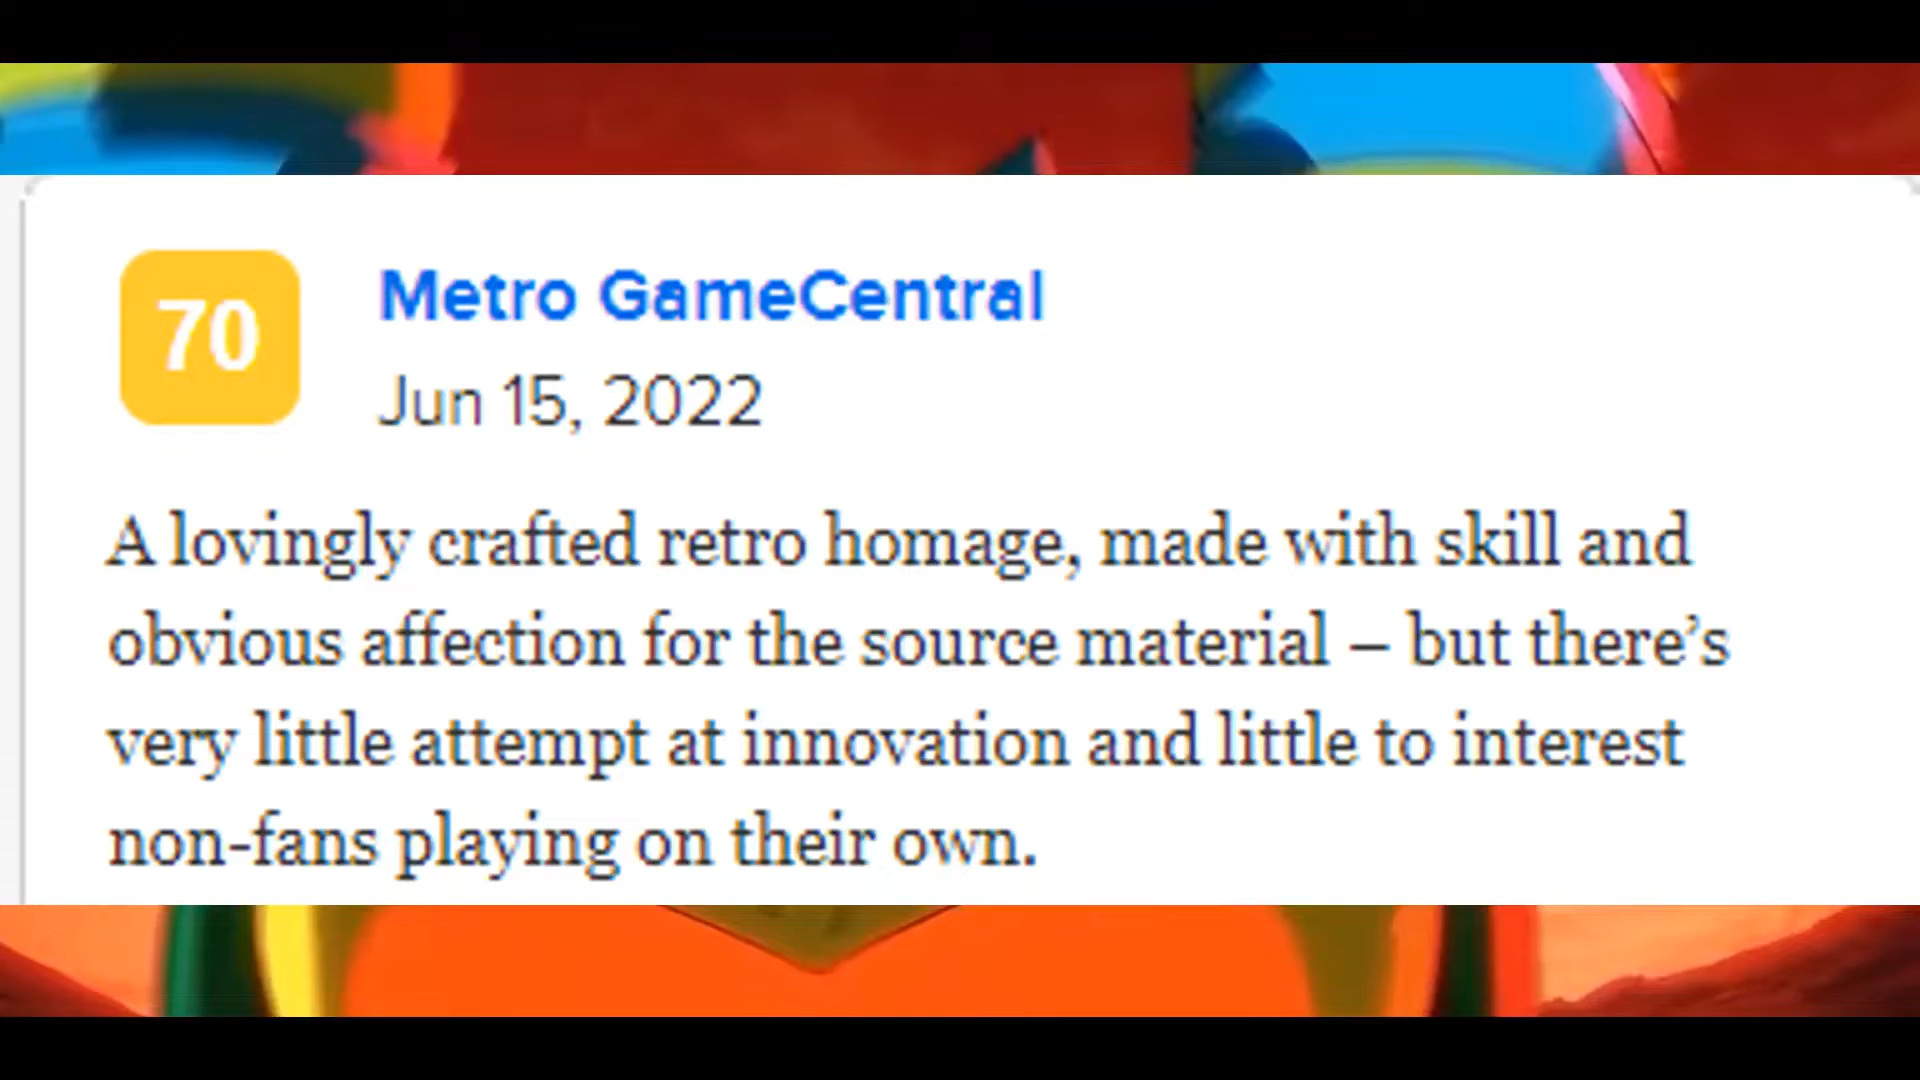 70
Metro GameCentral
Jun 15, 2022
A lovingly crafted retro homage, made with skill and
obvious affection for the source material – but there’s
very little attempt at innovation and little to interest
non-fans playing on their own.